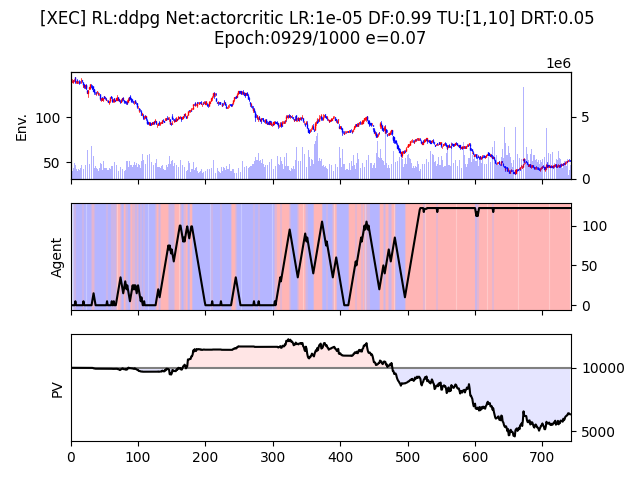 [XEC] RL:ddpg Net:actorcritic LR:1e-05 DF:0.99 TU:[1,10] DRT:0.05
Epoch:0929/1000 e=0.07
1e6
Env.
100
50
5
0
Agent
100
50
0
PV
10000
5000
0 100 200 300 400 500 600 700